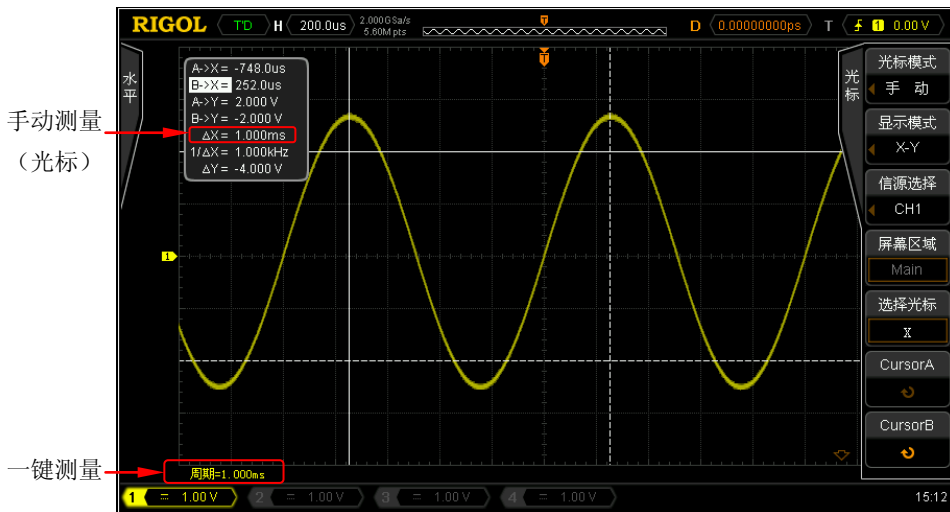 RIGOL T'D H 200.0us 2.000GSa/s 5.60M pts D 0.00000000ps T 1 0.00 V
水平
A->X = -748.0us
B->X = 252.0us
A->Y = 2.000 V
B->Y = -2.000 V
ΔX = 1.000ms
1/ΔX = 1.000kHz
ΔY = -4.000 V
手动测量
(光标)
T
T
1
光标
光标模式
手 动
显示模式
X-Y
信源选择
CH1
屏幕区域
Main
选择光标
X
CursorA
CursorB
一键测量
周期=1.000ms
1 = 1.00 V 2 = 1.00 V 3 = 1.00 V 4 = 1.00 V 15:12